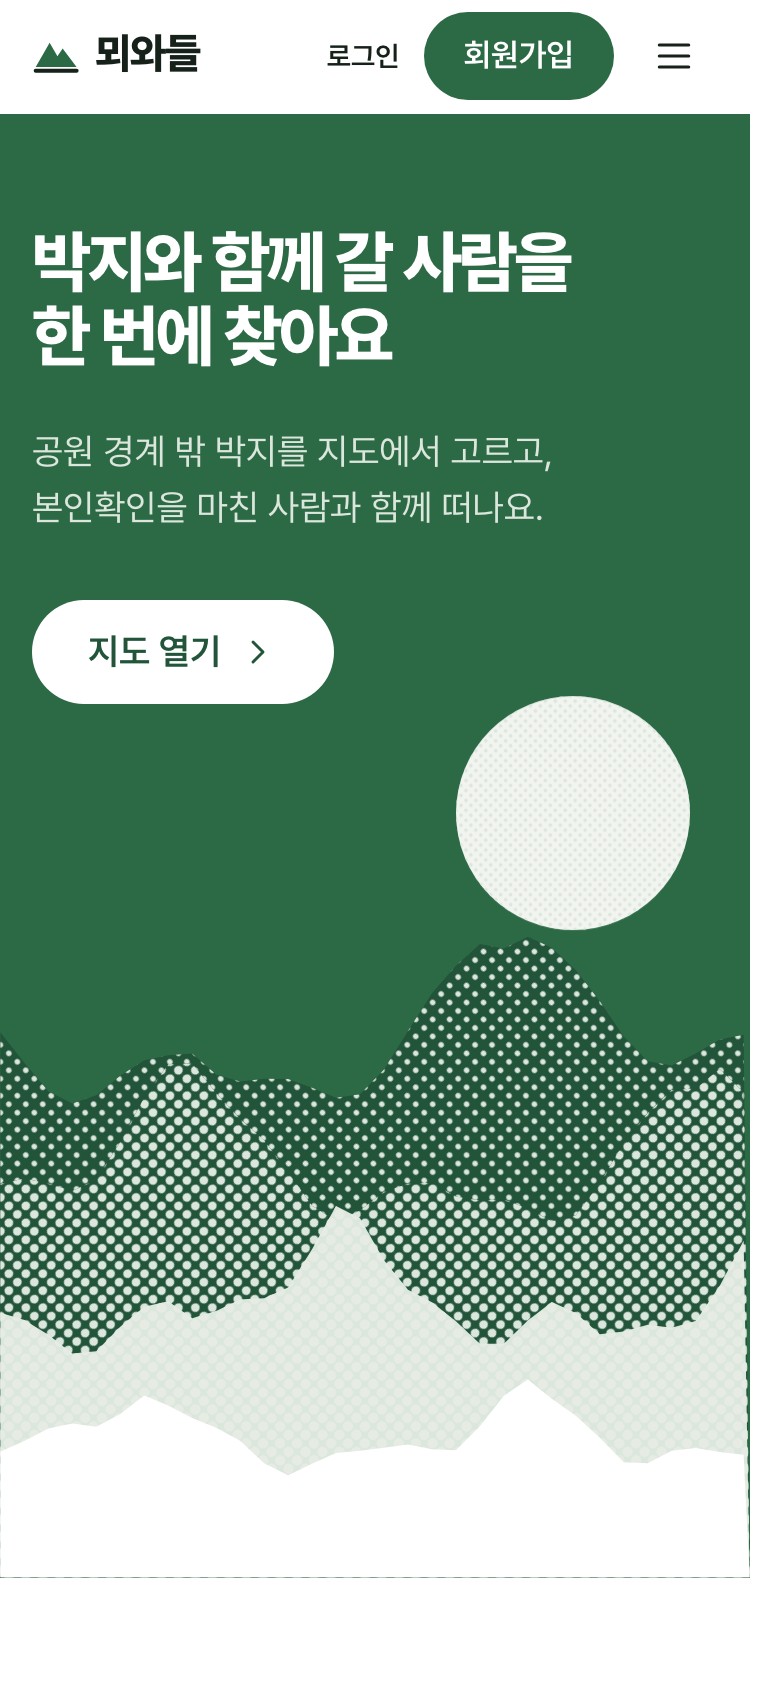 뫼와들
로그인
회원가입
박지와 함께 갈 사람을
한 번에 찾아요
공원 경계 밖 박지를 지도에서 고르고,
본인확인을 마친 사람과 함께 떠나요.
지도 열기